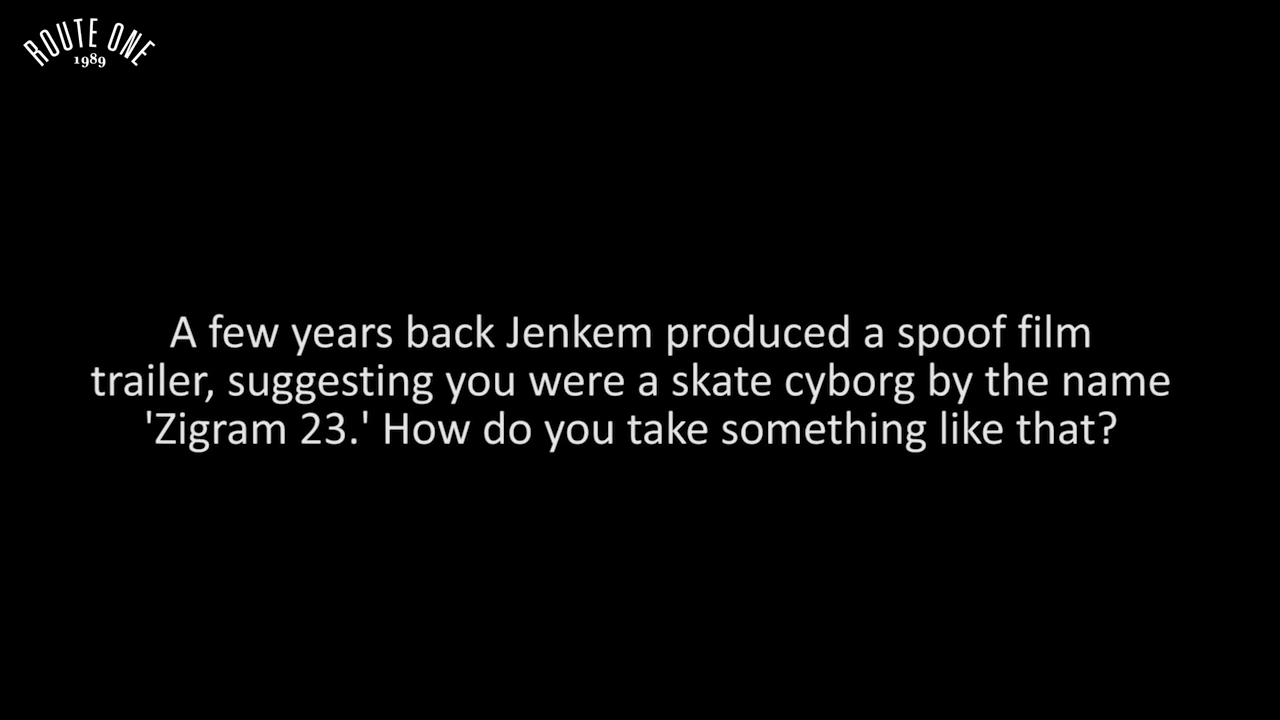 ROUTE ONE
1989
A few years back Jenkem produced a spoof film
trailer, suggesting you were a skate cyborg by the name
'Zigram 23.' How do you take something like that?